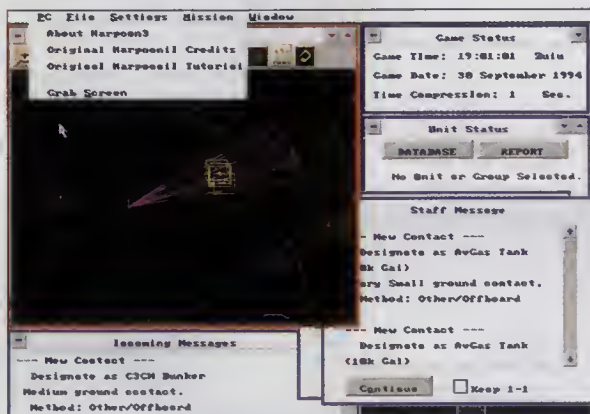 PC File Settings Mission Window
About Harpoon3
Original HarpoonII Credits
Original HarpoonII Tutorial
Grab Screen
Game Status
Game Time: 19:01:01 Zulu
Game Date: 30 September 1994
Time Compression: 1 Sec.
Unit Status
DATABASE REPORT
No Unit or Group Selected.
Staff Message
-- New Contact ---
Designate as AvGas Tank
8k Gal)
ery Small ground contact.
Method: Other/Offboard
-- New Contact ---
Designate as AvGas Tank
(18k Gal)
Continue Keep 1-1
Incoming Messages
--- New Contact ---
Designate as C3CM Bunker
Medium ground contact.
Method: Other/Offboard